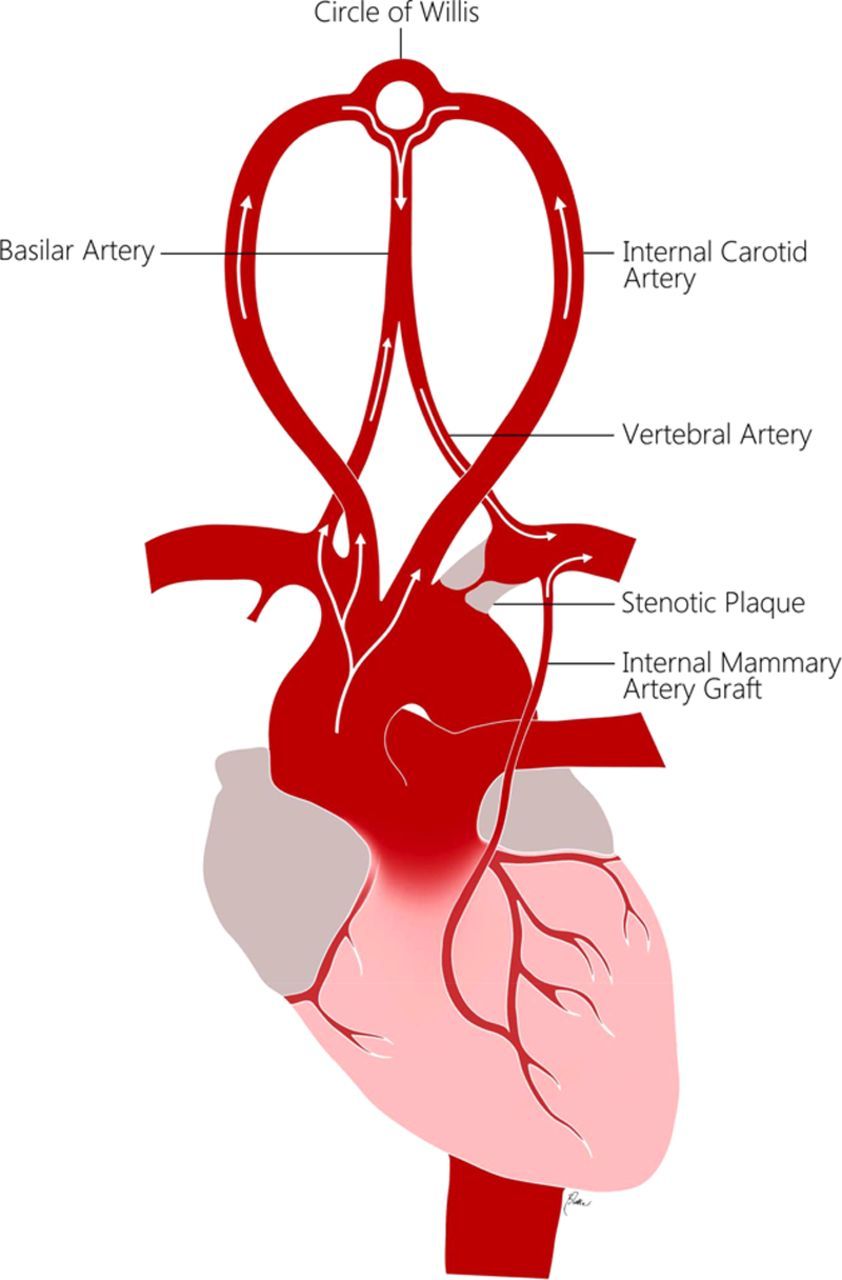 Circle of Willis
Basilar Artery
Internal Carotid
Artery
Vertebral Artery
Stenotic Plaque
Internal Mammary
Artery Graft